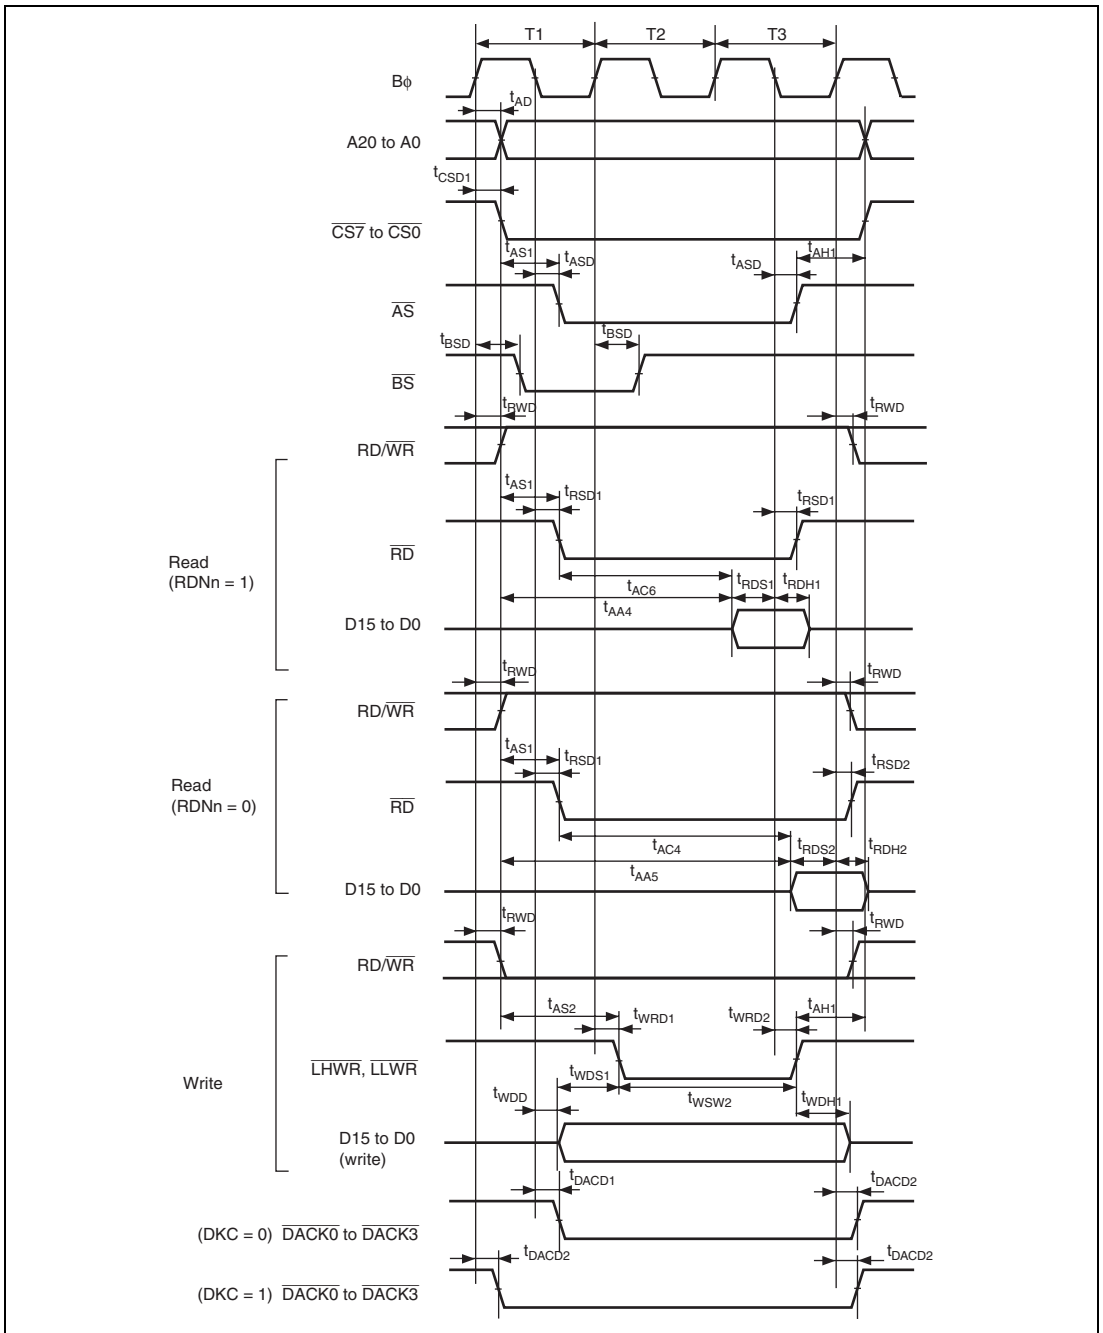 T1 T2 T3
Bϕ
tAD
A20 to A0
tCSD1
CS7 to CS0
tAS1 tASD tASD tAH1
AS
tBSD tBSD
BS
tRWD tRWD
RD/WR
tAS1 tRSD1 tRSD1
RD
Read
(RDNn = 1)
tAC6 tRDS1 tRDH1
tAA4
D15 to D0
tRWD tRWD
RD/WR
tAS1 tRSD1 tRSD2
Read
(RDNn = 0)
RD
tAC4 tRDS2 tRDH2
tAA5
D15 to D0
tRWD tRWD
RD/WR
tAS2 tWRD1 tWRD2 tAH1
LHWR, LLWR
Write
tWDD tWDS1 tWSW2 tWDH1
D15 to D0
(write)
tDACD1 tDACD2
(DKC = 0) DACK0 to DACK3
tDACD2 tDACD2
(DKC = 1) DACK0 to DACK3